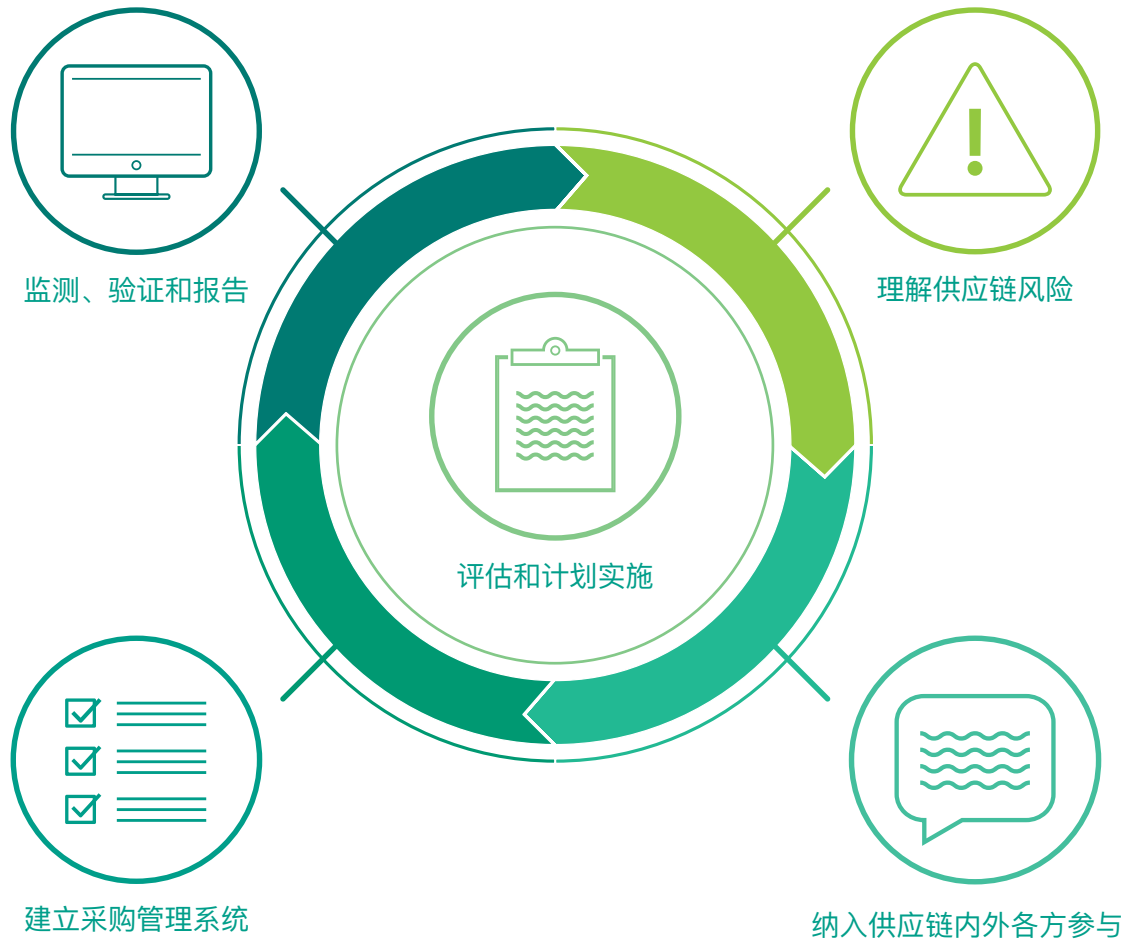 监测、验证和报告
理解供应链风险
评估和计划实施
建立采购管理系统
纳入供应链内外各方参与